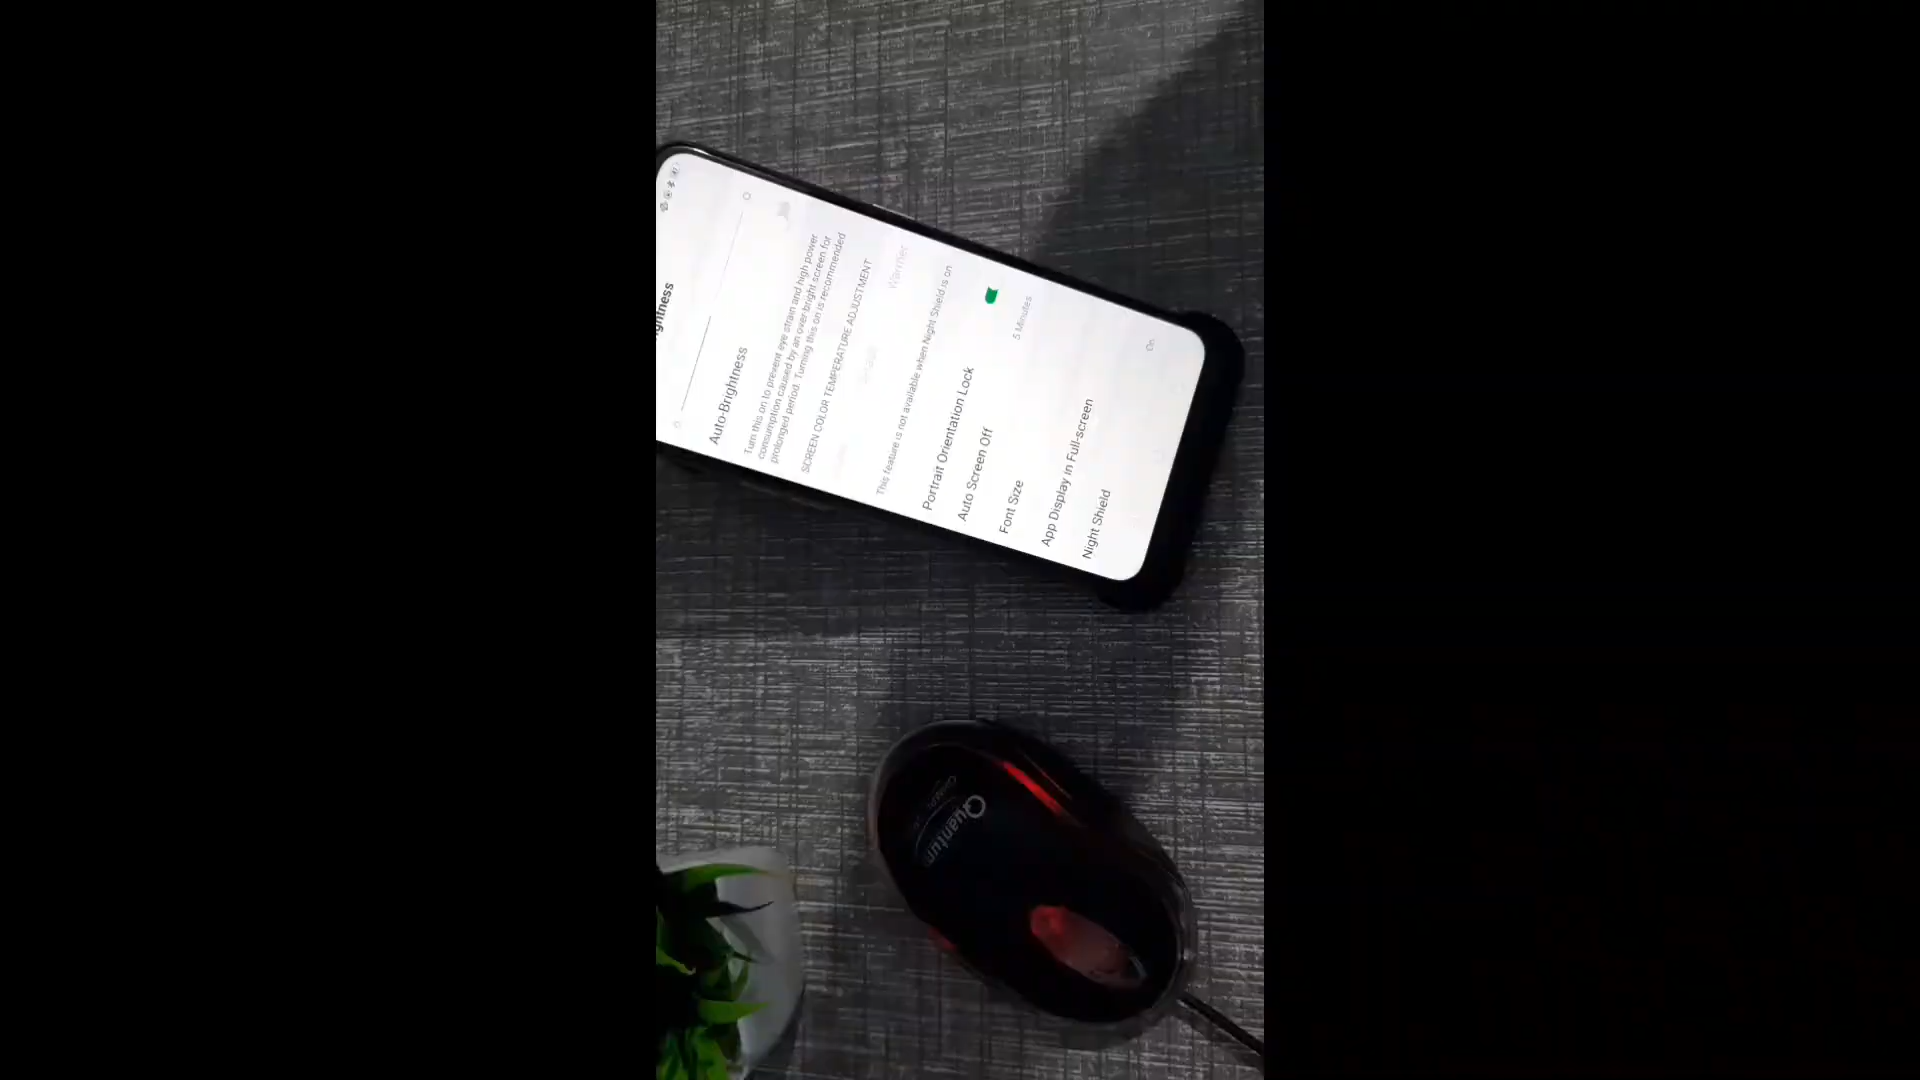 ghtness
Auto-Brightness
Turn this on to prevent eye strain and high power
consumption caused by an over-bright screen for
prolonged period. Turning this on is recommended
SCREEN COLOR TEMPERATURE ADJUSTMENT
Warmer
This feature is not available when Night Shield is on
Portrait Orientation Lock
Auto Screen Off
5 Minutes
Font Size
App Display in Full-screen
Night Shield
On
Quantum